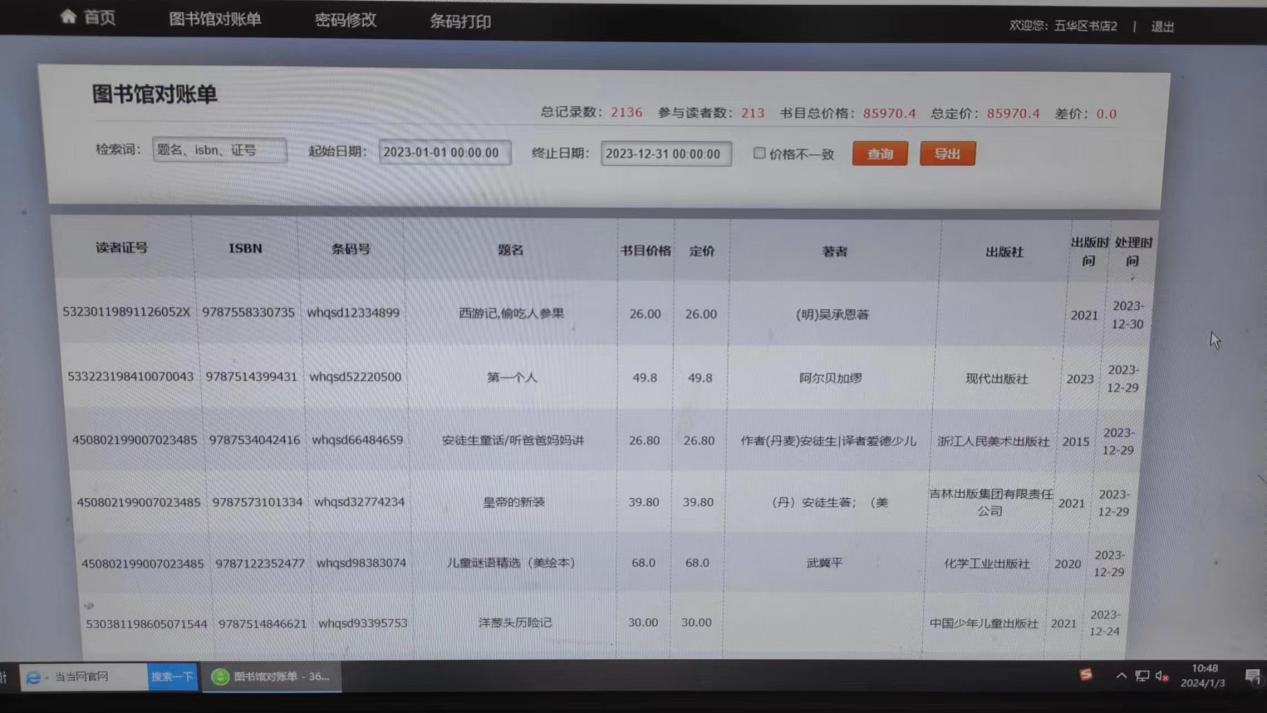 首页 图书馆对账单 密码修改 条码打印 欢迎您: 五华区书店2 | 退出
图书馆对账单
总记录数: 2136 参与读者数: 213 书目总价格: 85970.4 总定价: 85970.4 差价: 0.0
检索词: 题名、isbn、证号 起始日期: 2023-01-01 00:00:00 终止日期: 2023-12-31 00:00:00 价格不一致 查询 导出
读者证号 ISBN 条码号 题名 书目价格 定价 著者 出版社 出版时间 处理时间
53230119891126052X 9787558330735 whqsd12334899 西游记,偷吃人参果 26.00 26.00 (明)吴承恩著 2021 2023-12-30
533223198410070043 9787514399431 whqsd52220500 第一个人 49.8 49.8 阿尔贝加缪 现代出版社 2023 2023-12-29
450802199007023485 9787534042416 whqsd66484659 安徒生童话/听爸爸妈妈讲 26.80 26.80 作者(丹麦)安徒生|译者爱德少儿 浙江人民美术出版社 2015 2023-12-29
450802199007023485 9787573101334 whqsd32774234 皇帝的新装 39.80 39.80 （丹）安徒生著；（美 吉林出版集团有限责任公司 2021 2023-12-29
450802199007023485 9787122352477 whqsd98383074 儿童谜语精选（美绘本） 68.0 68.0 武冀平 化学工业出版社 2020 2023-12-29
530381198605071544 9787514846621 whqsd93395753 洋葱头历险记 30.00 30.00 中国少年儿童出版社 2021 2023-12-24
当当网官网 搜索一下 图书馆对账单 - 36... 10:48
2024/1/3